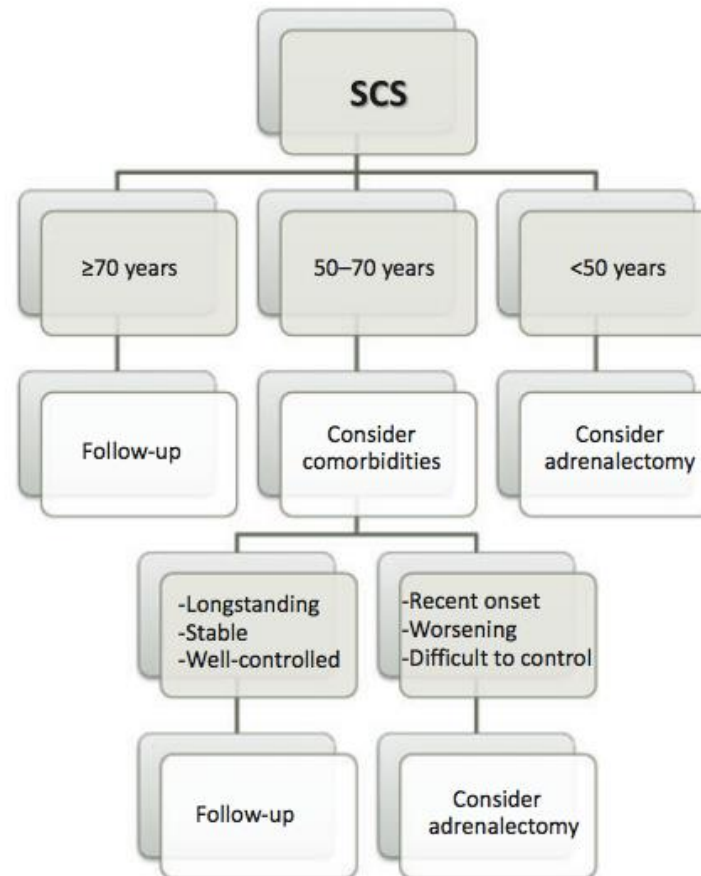 SCS
≥70 years
50–70 years
<50 years
Follow-up
Consider
comorbidities
Consider
adrenalectomy
-Longstanding
-Stable
-Well-controlled
-Recent onset
-Worsening
-Difficult to control
Follow-up
Consider
adrenalectomy